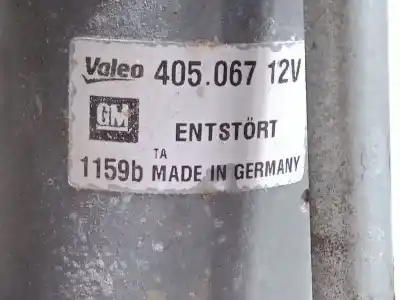 Valeo 405.067 12V
GM ENTSTÖRT
TA
1159b MADE IN GERMANY